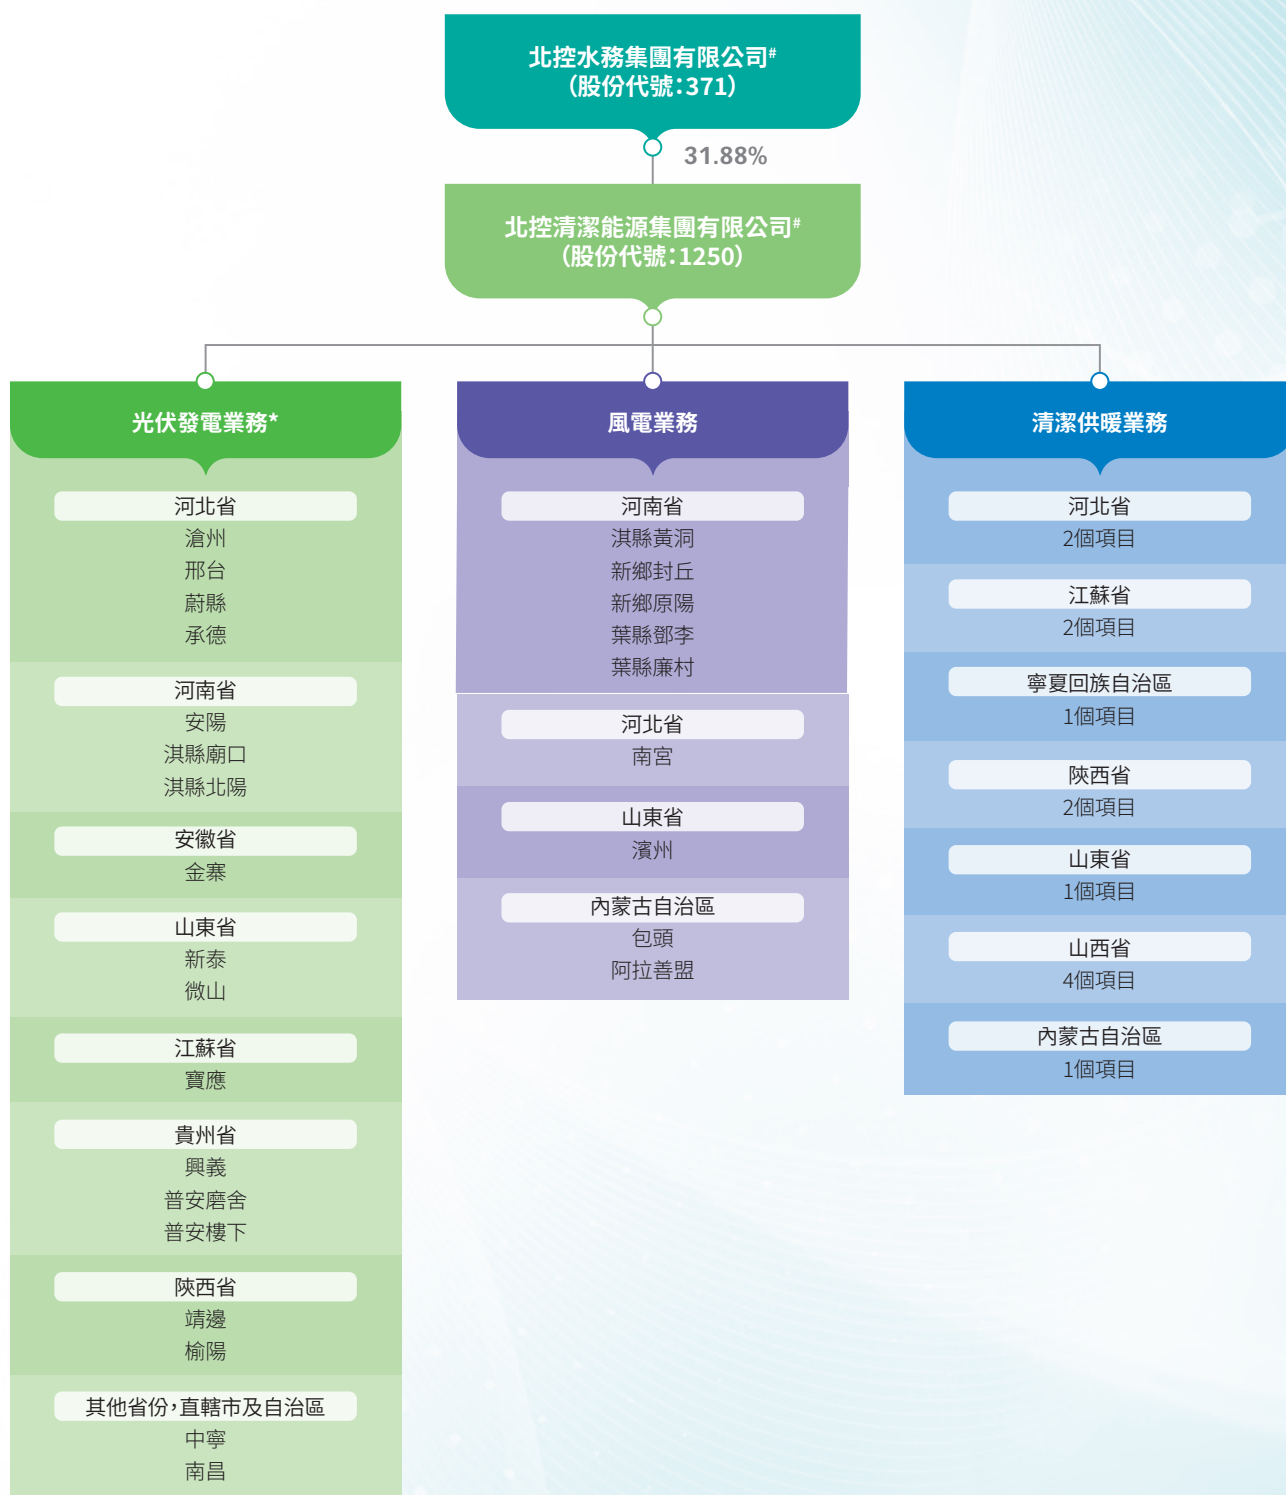 北控水務集團有限公司#
(股份代號:371)
31.88%
北控清潔能源集團有限公司#
(股份代號:1250)
光伏發電業務*
河北省
滄州
邢台
蔚縣
承德
河南省
安陽
淇縣廟口
淇縣北陽
安徽省
金寨
山東省
新泰
微山
江蘇省
寶應
貴州省
興義
普安磨舍
普安樓下
陝西省
靖邊
榆陽
其他省份,直轄市及自治區
中寧
南昌
風電業務
河南省
淇縣黃洞
新鄉封丘
新鄉原陽
葉縣鄧李
葉縣廉村
河北省
南宮
山東省
濱州
內蒙古自治區
包頭
阿拉善盟
清潔供暖業務
河北省
2個項目
江蘇省
2個項目
寧夏回族自治區
1個項目
陝西省
2個項目
山東省
1個項目
山西省
4個項目
內蒙古自治區
1個項目